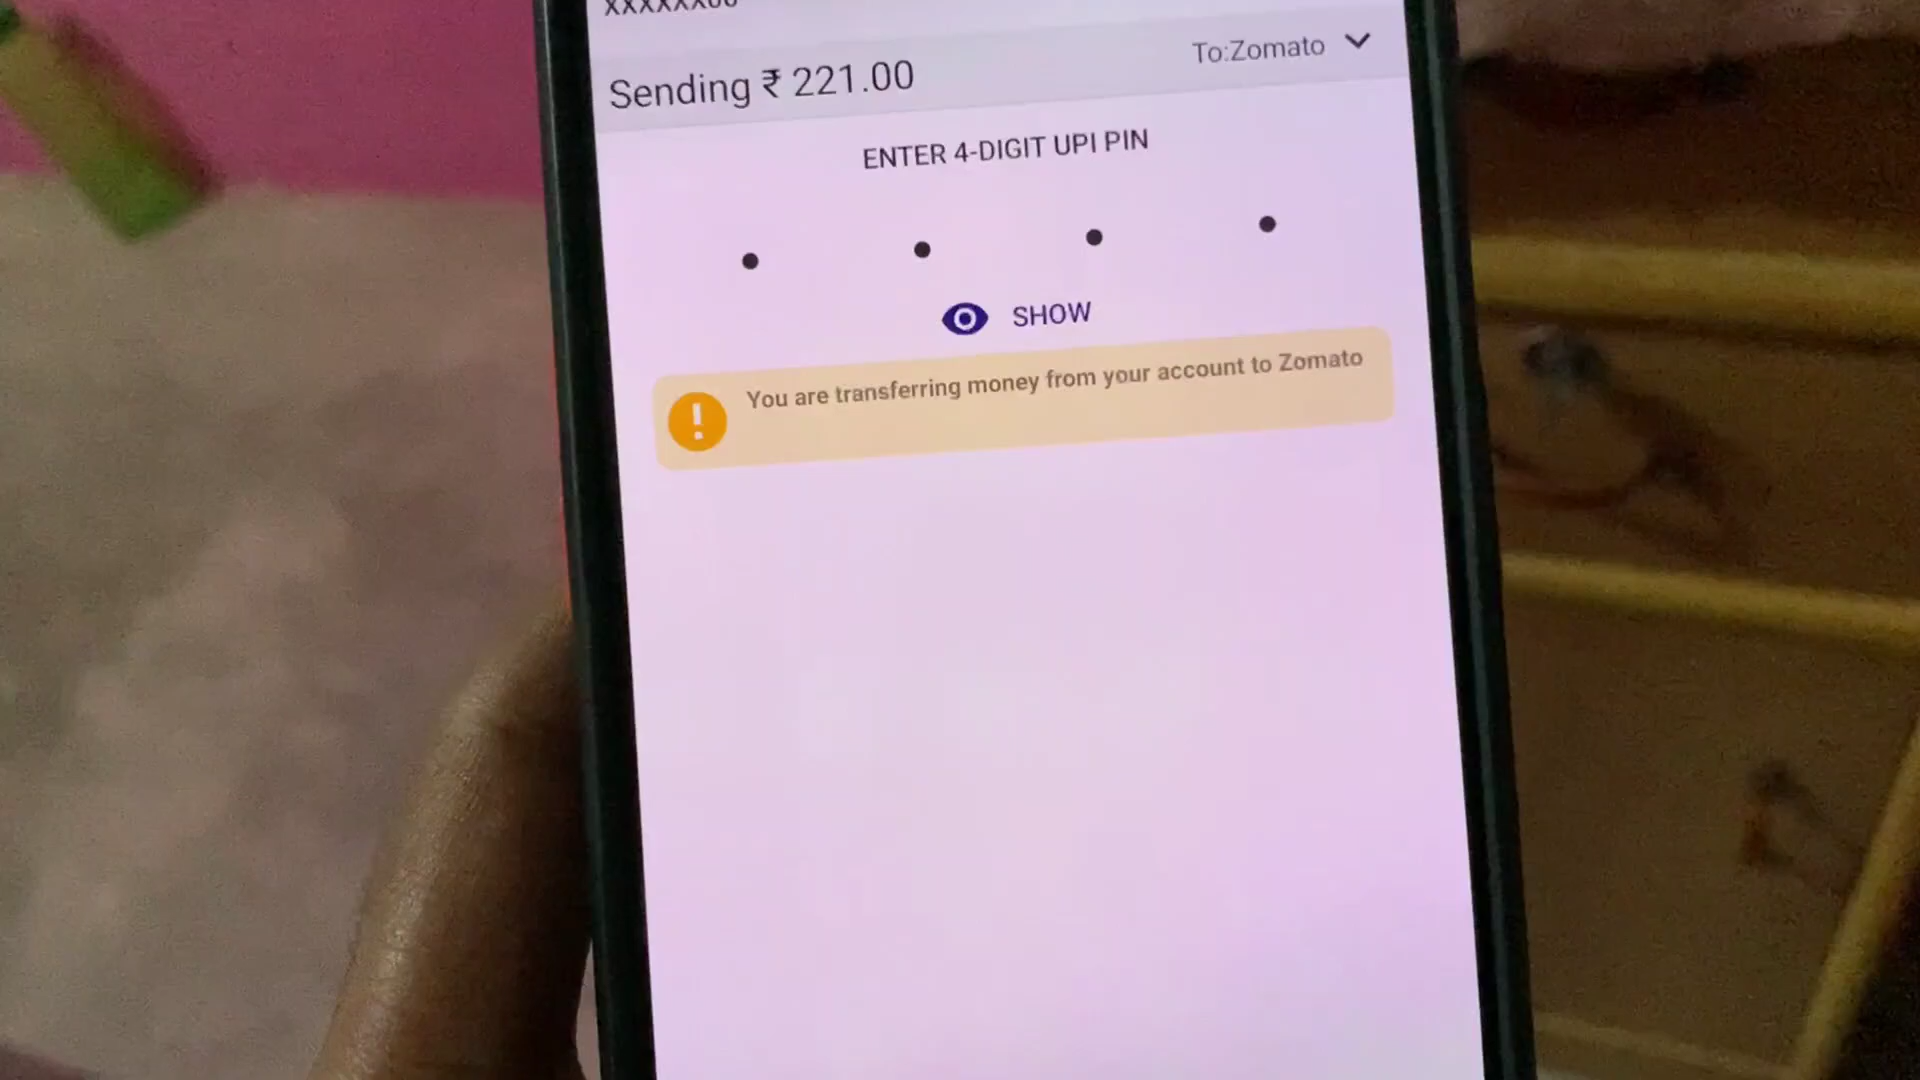 Sending ₹ 221.00
To:Zomato
ENTER 4-DIGIT UPI PIN
SHOW
You are transferring money from your account to Zomato